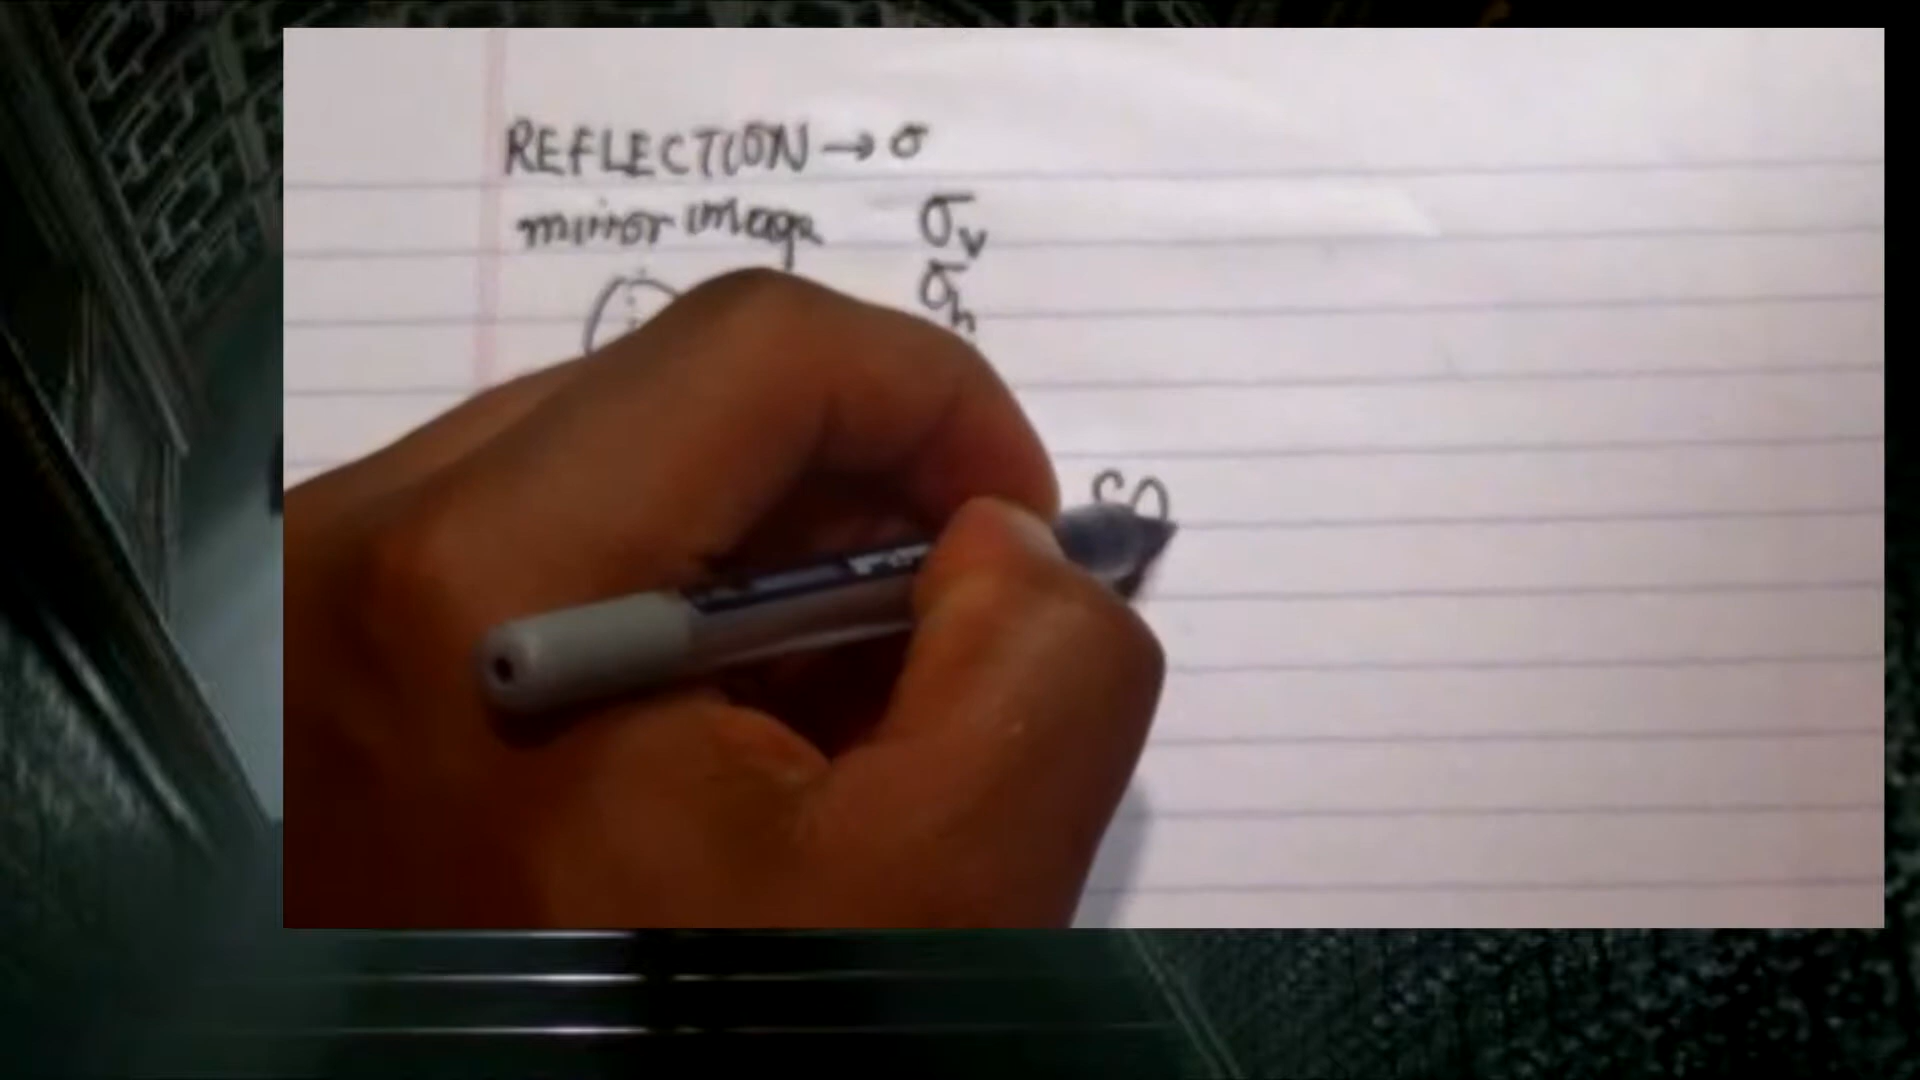 REFLECTION → σ
mirror image σv
σh